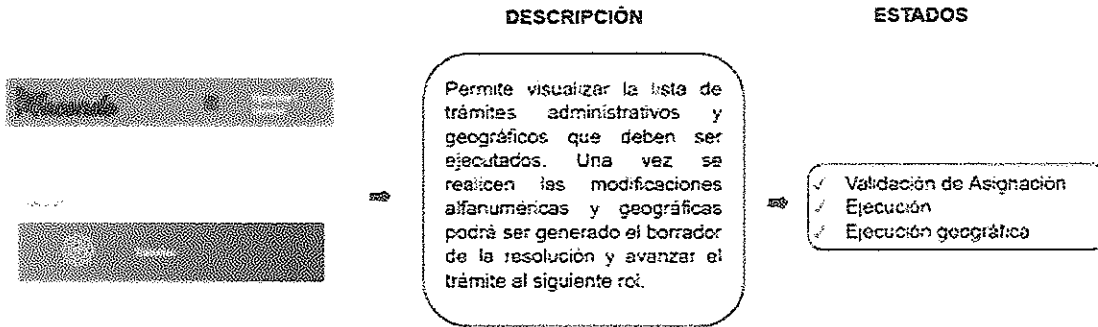 DESCRIPCIÓN
ESTADOS
Permite visualizar la lista de
trámites administrativos y
geográficos que deben ser
ejecutados. Una vez se
realicen las modificaciones
alfanuméricas y geográficas
podrá ser generado el borrador
de la resolución y avanzar el
trámite al siguiente rol.
✓ Validación de Asignación
✓ Ejecución
✓ Ejecución geográfica